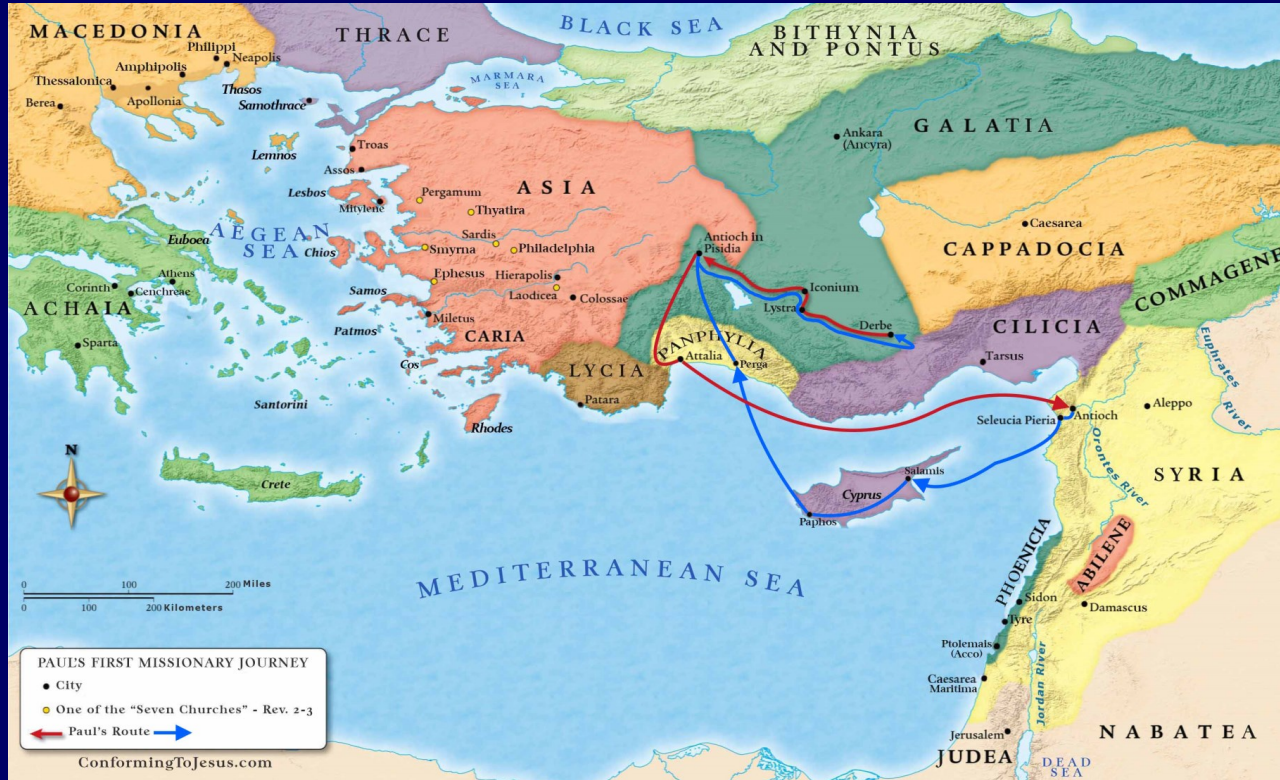 BLACK SEA
MACEDONIA
THRACE
BITHYNIA
AND PONTUS
Philippi
Neapolis
Amphipolis
Thessalonica
Apollonia
Berea
Thasos
Samothrace
MARMARA
SEA
GALATIA
Ankara
(Ancyra)
Lemnos
Troas
Assos
Lesbos
Mitylene
Pergamum
Thyatira
ASIA
Caesarea
CAPPADOCIA
COMMAGENE
AEGEAN
SEA
Euboea
Chios
Smyrna
Sardis
Philadelphia
Antioch in
Pisidia
Athens
Corinth
Cenchreae
ACHAIA
Sparta
Samos
Ephesus
Hierapolis
Laodicea
Colossae
Iconium
Lystra
Derbe
CILICIA
Tarsus
Patmos
Miletus
CARIA
Cos
LYCIA
Patara
PANPHYLIA
Attalia
Perga
Santorini
Rhodes
Crete
Seleucia Pieria
Antioch
Aleppo
Euphrates
River
Orontes River
SYRIA
Salamis
Cyprus
Paphos
N
MEDITERRANEAN SEA
PHOENICIA
ABILENE
Sidon
Damascus
Tyre
Ptolemais
(Acco)
Caesarea
Maritima
Jordan River
Jerusalem
JUDEA
DEAD
SEA
NABATEA
0 100 200 Miles
0 100 200 Kilometers
PAUL'S FIRST MISSIONARY JOURNEY
City
One of the "Seven Churches" - Rev. 2-3
Paul's Route
ConformingToJesus.com